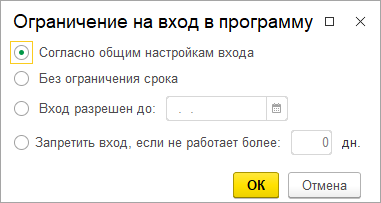 Ограничение на вход в программу
Согласно общим настройкам входа
Без ограничения срока
Вход разрешен до: . .
Запретить вход, если не работает более: 0 дн.
ОК Отмена